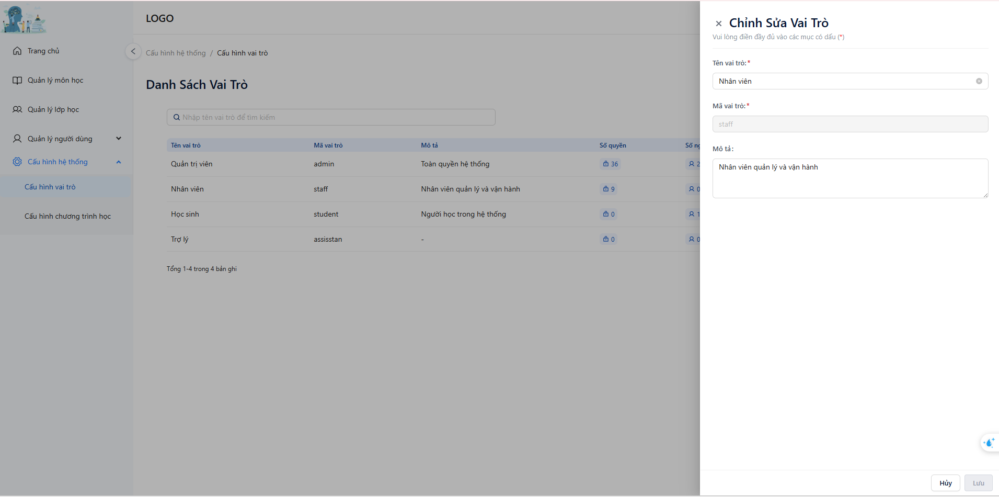 LOGO
Trang chủ
Quản lý môn học
Quản lý lớp học
Quản lý người dùng
Cấu hình hệ thống
Cấu hình vai trò
Cấu hình chương trình học
Cấu hình hệ thống / Cấu hình vai trò
Danh Sách Vai Trò
Nhập tên vai trò để tìm kiếm
Tên vai trò Mã vai trò Mô tả Số quyền Số
Quản trị viên admin Toàn quyền hệ thống 36 2
Nhân viên staff Nhân viên quản lý và vận hành 9 0
Học sinh student Người học trong hệ thống 0 1
Trợ lý assisstan - 0 0
Tổng 1-4 trong 4 bản ghi
Chỉnh Sửa Vai Trò
Vui lòng điền đầy đủ vào các mục có dấu (*)
Tên vai trò:*
Nhân viên
Mã vai trò:*
staff
Mô tả:
Nhân viên quản lý và vận hành
Hủy
Lưu